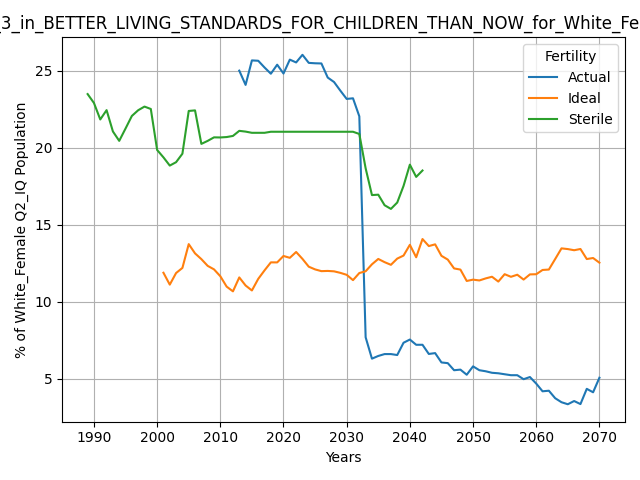 _3_in_BETTER_LIVING_STANDARDS_FOR_CHILDREN_THAN_NOW_for_White_Fe
% of White_Female Q2_IQ Population
25
20
15
10
5
Fertility
Actual
Ideal
Sterile
1990 2000 2010 2020 2030 2040 2050 2060 2070
Years